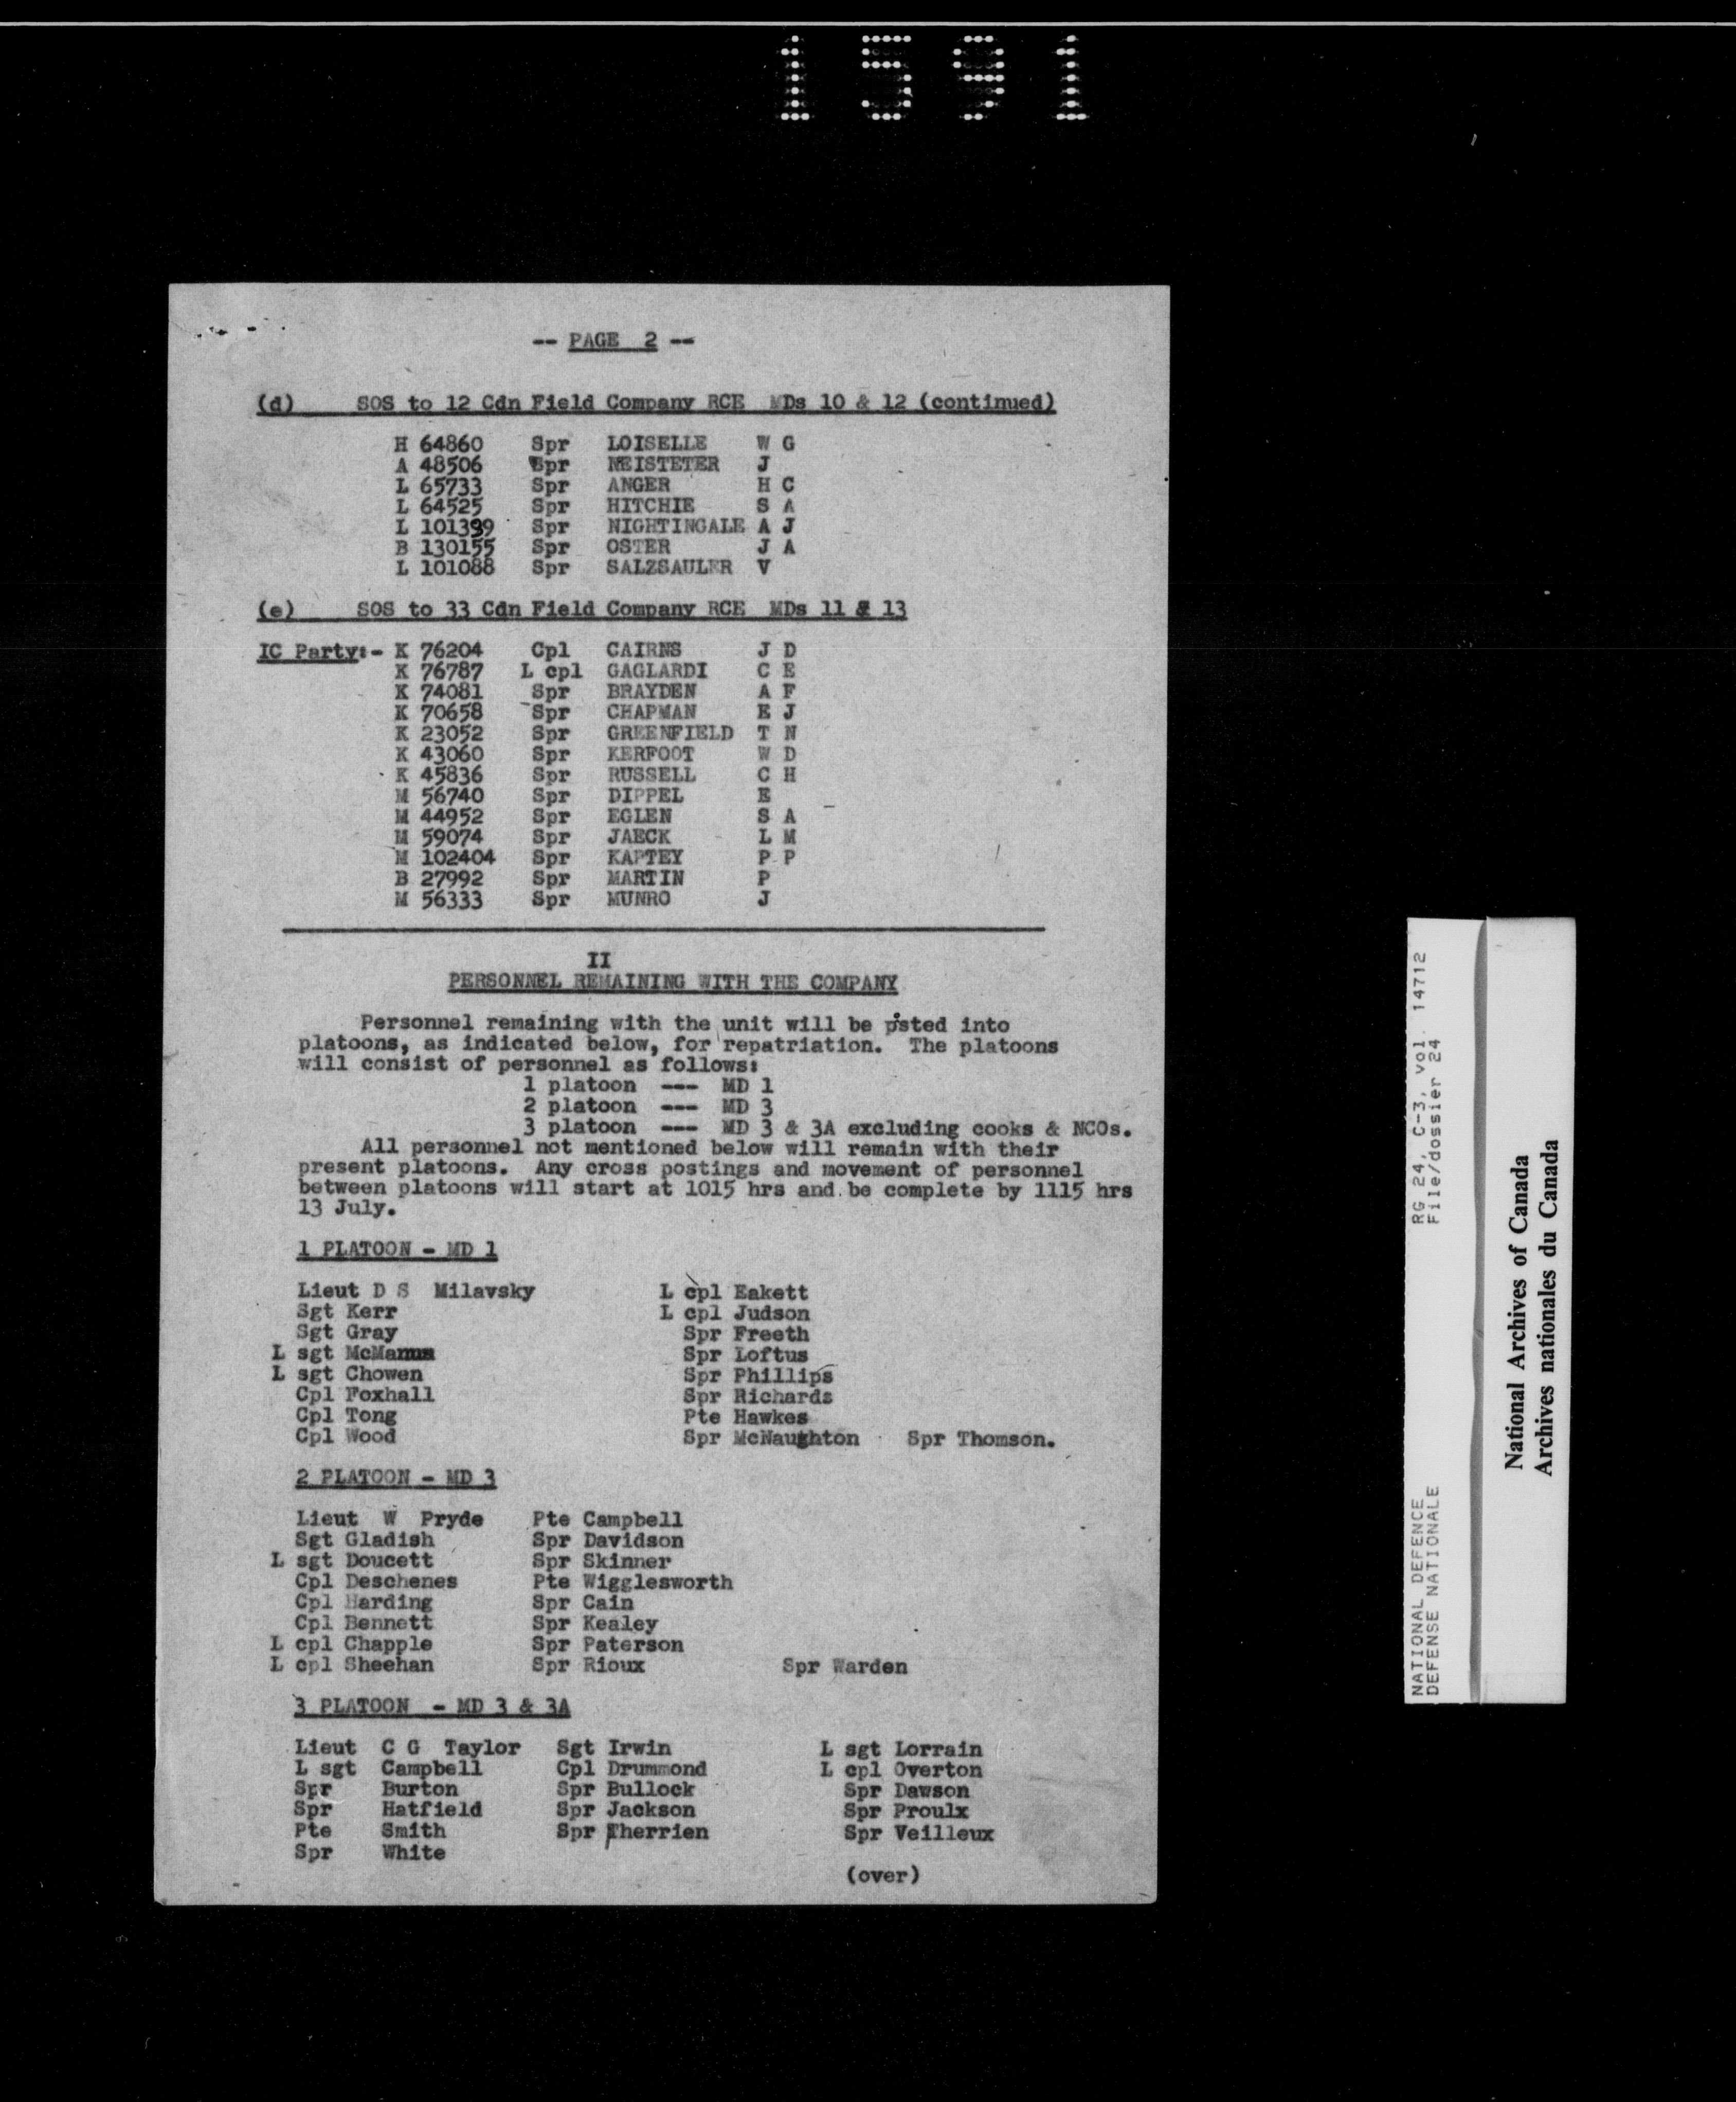 1591
-- PAGE 2 --
(d) SOS to 12 Cdn Field Company RCE MDs 10 & 12 (continued)
H 64860 Spr LOISELLE W G
A 48506 Spr NEISTETER J
L 65733 Spr ANGER H C
L 64525 Spr HITCHIE S A
L 101399 Spr NIGHTINGALE A J
B 130155 Spr OSTER J A
L 101088 Spr SALZSAULER V
(e) SOS to 33 Cdn Field Company RCE MDs 11 & 13
IC Party:- K 76204 Cpl CAIRNS J D
K 76787 L cpl GAGLARDI C E
K 74081 Spr BRAYDEN A F
K 70658 Spr CHAPMAN E J
K 23052 Spr GREENFIELD T N
K 43060 Spr KERFOOT W D
K 45836 Spr RUSSELL C H
M 56740 Spr DIPPEL E
M 44952 Spr EGLEN S A
M 59074 Spr JAECK L M
M 102404 Spr KAPTEY P P
B 27992 Spr MARTIN P
M 56333 Spr MUNRO J
II
PERSONNEL REMAINING WITH THE COMPANY
Personnel remaining with the unit will be posted into
platoons, as indicated below, for repatriation. The platoons
will consist of personnel as follows:
1 platoon --- MD 1
2 platoon --- MD 3
3 platoon --- MD 3 & 3A excluding cooks & NCOs.
All personnel not mentioned below will remain with their
present platoons. Any cross postings and movement of personnel
between platoons will start at 1015 hrs and be complete by 1115 hrs
13 July.
1 PLATOON - MD 1
Lieut D S Milavsky L cpl Eakett
Sgt Kerr L cpl Judson
Sgt Gray Spr Freeth
L sgt McManus Spr Loftus
L sgt Chowen Spr Phillips
Cpl Foxhall Spr Richards
Cpl Tong Pte Hawkes
Cpl Wood Spr McNaughton Spr Thomson.
2 PLATOON - MD 3
Lieut W Pryde Pte Campbell
Sgt Gladish Spr Davidson
L sgt Doucett Spr Skinner
Cpl Deschenes Pte Wigglesworth
Cpl Harding Spr Cain
Cpl Bennett Spr Kealey
L cpl Chapple Spr Paterson
L cpl Sheehan Spr Rioux Spr Warden
3 PLATOON - MD 3 & 3A
Lieut C G Taylor Sgt Irwin L sgt Lorrain
L sgt Campbell Cpl Drummond L cpl Overton
Spr Burton Spr Bullock Spr Dawson
Spr Hatfield Spr Jackson Spr Proulx
Pte Smith Spr Therrien Spr Veilleux
Spr White
(over)
NATIONAL DEFENCE RG 24, C-3, vol. 14712
DEFENSE NATIONALE File/dossier 24
National Archives of Canada
Archives nationales du Canada